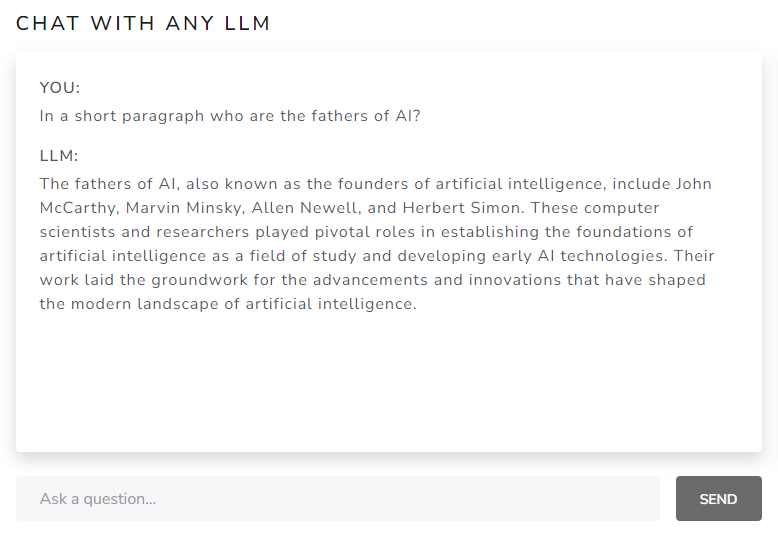 CHAT WITH ANY LLM
YOU:
In a short paragraph who are the fathers of AI?
LLM:
The fathers of AI, also known as the founders of artificial intelligence, include John
McCarthy, Marvin Minsky, Allen Newell, and Herbert Simon. These computer
scientists and researchers played pivotal roles in establishing the foundations of
artificial intelligence as a field of study and developing early AI technologies. Their
work laid the groundwork for the advancements and innovations that have shaped
the modern landscape of artificial intelligence.
Ask a question...
SEND